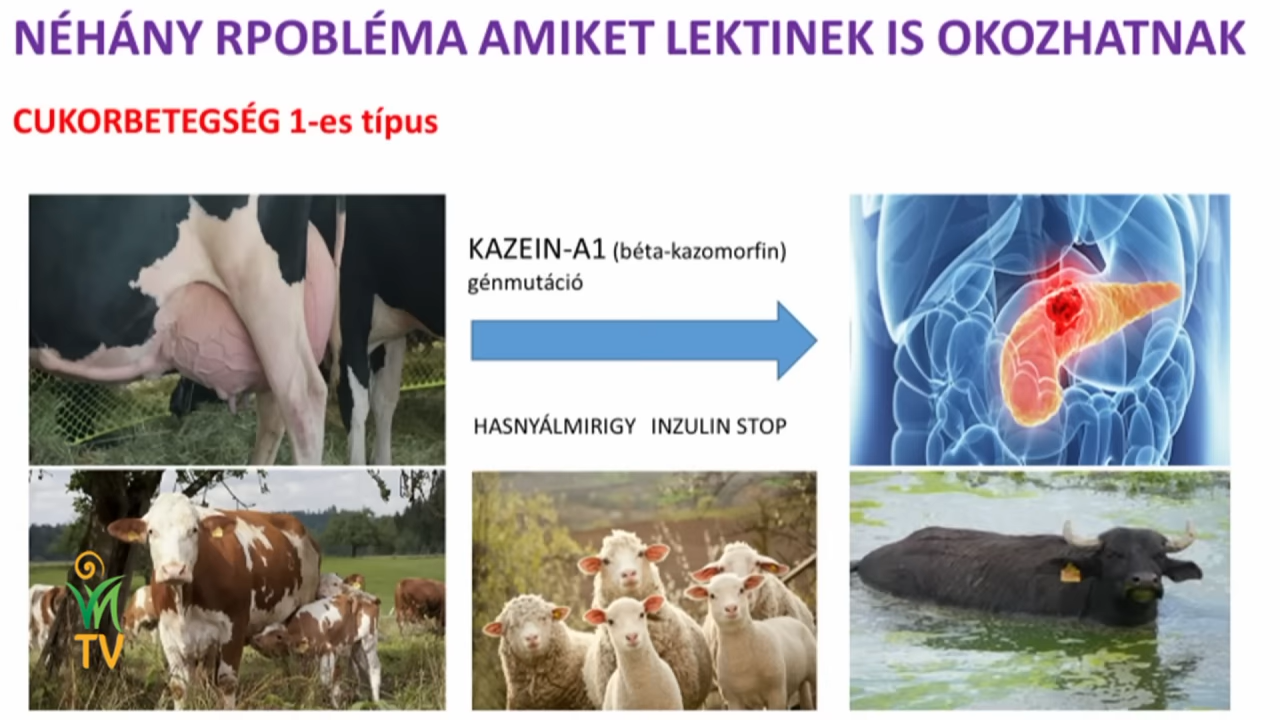 NÉHÁNY RPOBLÉMA AMIKET LEKTINEK IS OKOZHATNAK
CUKORBETEGSÉG 1-es típus
KAZEIN-A1 (béta-kazomorfin)
génmutáció
HASNYÁLMIRIGY INZULIN STOP
TV